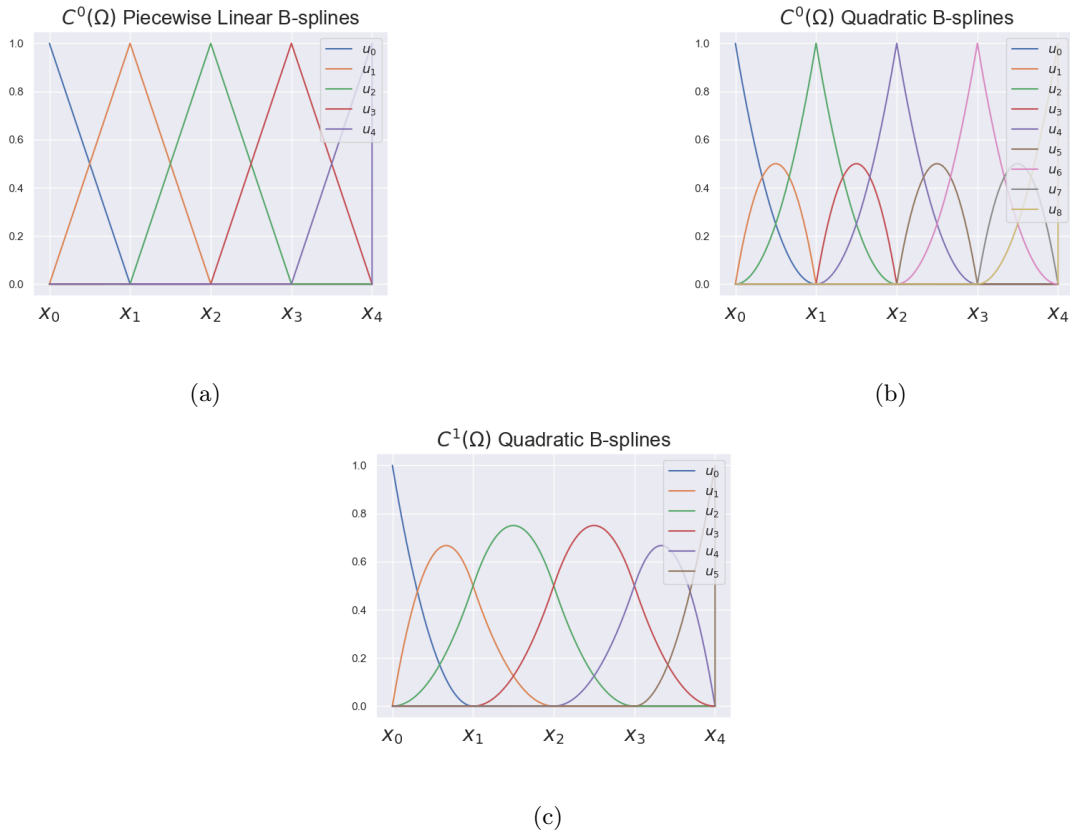 C⁰(Ω) Piecewise Linear B-splines
1.0
0.8
0.6
0.4
0.2
0.0
x₀ x₁ x₂ x₃ x₄
u₀
u₁
u₂
u₃
u₄
(a)
C⁰(Ω) Quadratic B-splines
1.0
0.8
0.6
0.4
0.2
0.0
x₀ x₁ x₂ x₃ x₄
u₀
u₁
u₂
u₃
u₄
u₅
u₆
u₇
u₈
(b)
C¹(Ω) Quadratic B-splines
1.0
0.8
0.6
0.4
0.2
0.0
x₀ x₁ x₂ x₃ x₄
u₀
u₁
u₂
u₃
u₄
u₅
(c)